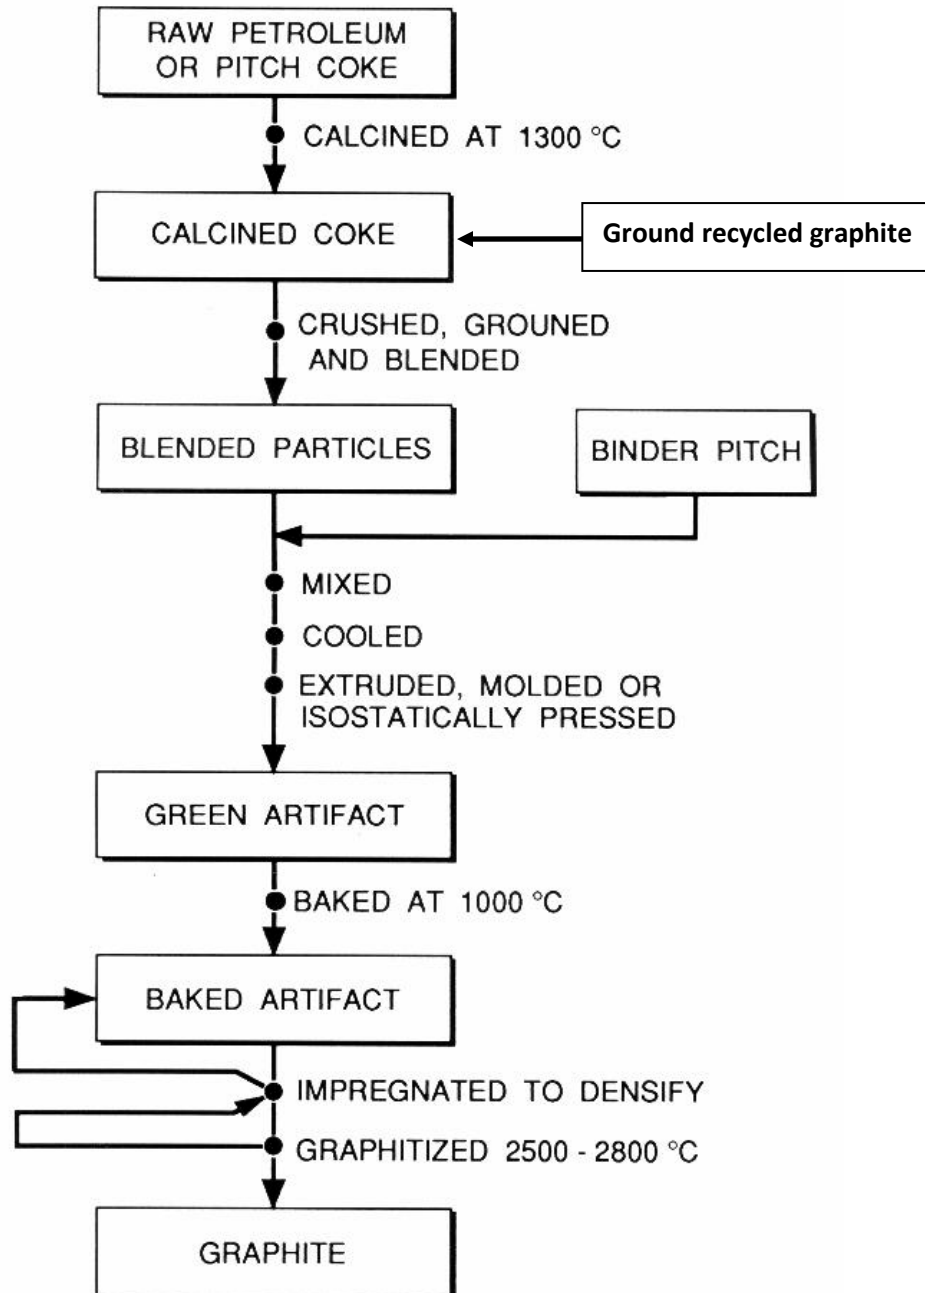 RAW PETROLEUM
OR PITCH COKE
CALCINED AT 1300 °C
CALCINED COKE
Ground recycled graphite
CRUSHED, GROUNED
AND BLENDED
BLENDED PARTICLES
BINDER PITCH
MIXED
COOLED
EXTRUDED, MOLDED OR
ISOSTATICALLY PRESSED
GREEN ARTIFACT
BAKED AT 1000 °C
BAKED ARTIFACT
IMPREGNATED TO DENSIFY
GRAPHITIZED 2500 - 2800 °C
GRAPHITE